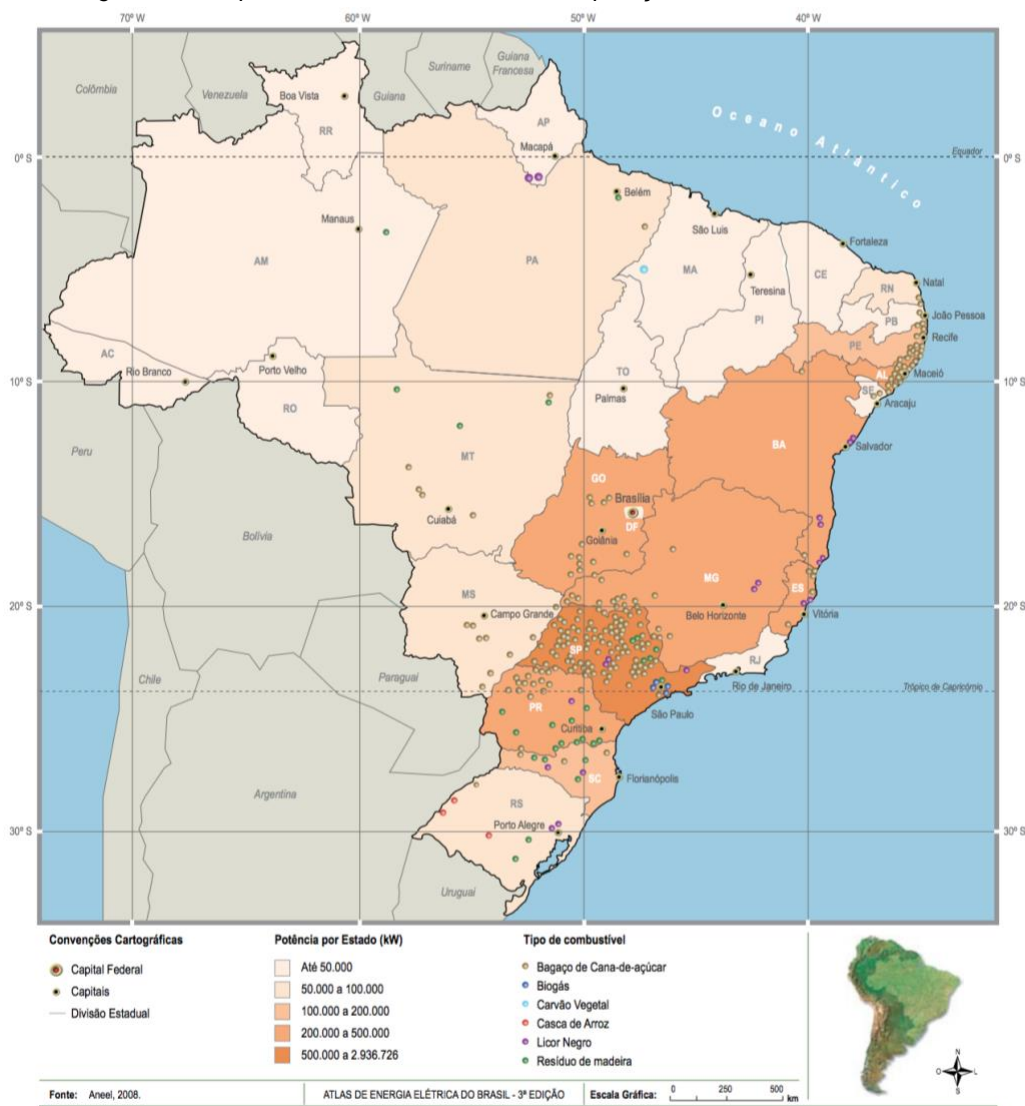 60° W
50° W
40° W
Guiana
Francesa
Suriname
Colômbia
Venezuela
Guiana
Boa Vista
RR
AP
Macapá
Oceano Atlântico
Equador
0° S
0° S
Belém
São Luis
Fortaleza
Manaus
AM
PA
MA
CE
Teresina
RN
Natal
PI
PB
João Pessoa
PE
Recife
AC
Rio Branco
Porto Velho
TO
AL
Maceió
10° S
10° S
RO
Palmas
SE
Aracaju
Peru
BA
MT
Salvador
GO
Brasília
DF
Cuiabá
Goiânia
Bolívia
MG
MS
ES
20° S
20° S
Campo Grande
Belo Horizonte
Vitória
SP
RJ
Paraguai
Rio de Janeiro
Chile
Trópico de Capricórnio
PR
São Paulo
Curitiba
SC
Florianópolis
Argentina
RS
30° S
Porto Alegre
30° S
Uruguai
Convenções Cartográficas
Capital Federal
Capitais
Divisão Estadual
Potência por Estado (kW)
Até 50.000
50.000 a 100.000
100.000 a 200.000
200.000 a 500.000
500.000 a 2.936.726
Tipo de combustível
Bagaço de Cana-de-açúcar
Biogás
Carvão Vegetal
Casca de Arroz
Licor Negro
Resíduo de madeira
N
O
L
S
Fonte: Aneel, 2008.
ATLAS DE ENERGIA ELÉTRICA DO BRASIL - 3ª EDIÇÃO
Escala Gráfica:
0 250 500
km